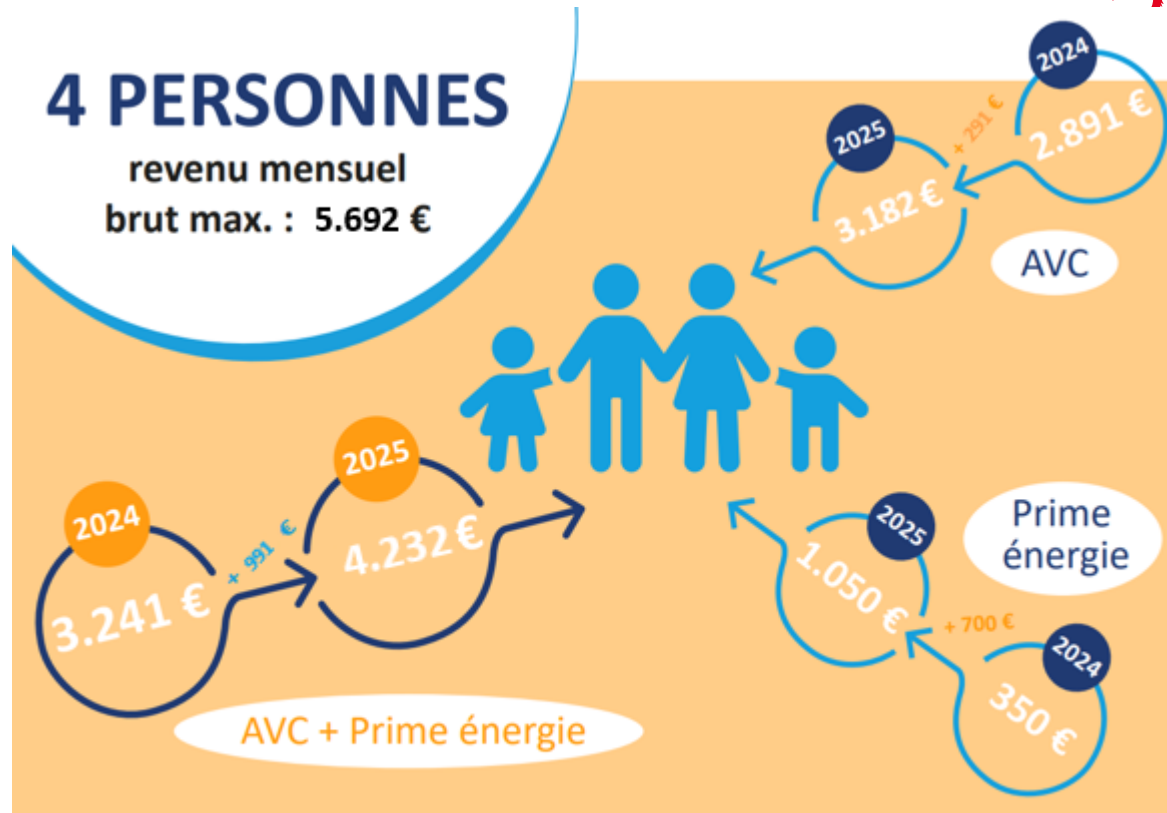 4 PERSONNES
revenu mensuel
brut max. : 5.692 €
2024
2.891 €
+ 291 €
2025
3.182 €
AVC
2024
3.241 €
+ 991 €
2025
4.232 €
AVC + Prime énergie
Prime
énergie
2025
1.050 €
+ 700 €
2024
350 €